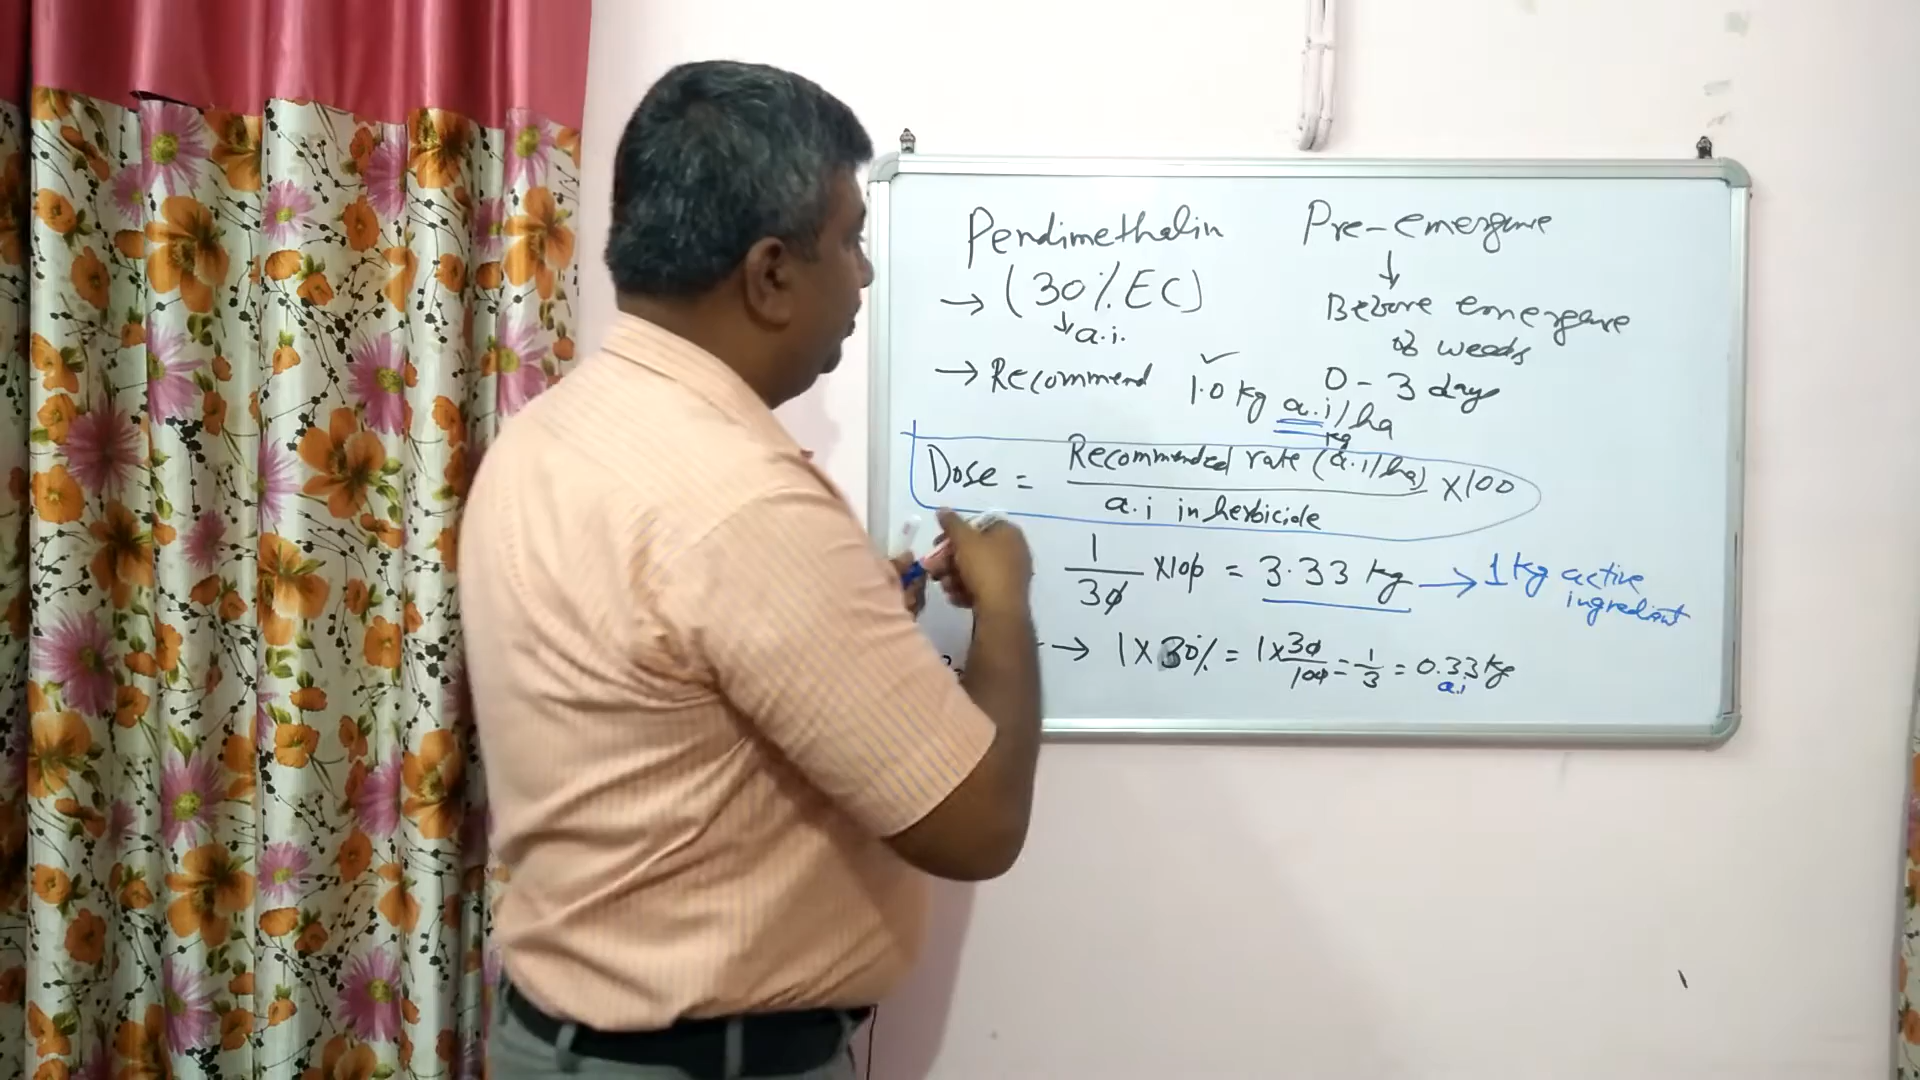 Pendimethalin
→ (30% EC)
↓ a.i.
→ Recommend 1.0 kg a.i/ha
Pre-emergence
↓
Before emergence
of weeds
0 - 3 days
kg
Dose = Recommended rate (a.i/ha) / a.i in herbicide ×100
1/30 ×100 = 3.33 kg → 1 kg active
ingredient
→ 1 × 30% = 1 × 30/100 = 1/3 = 0.33 kg
a.i